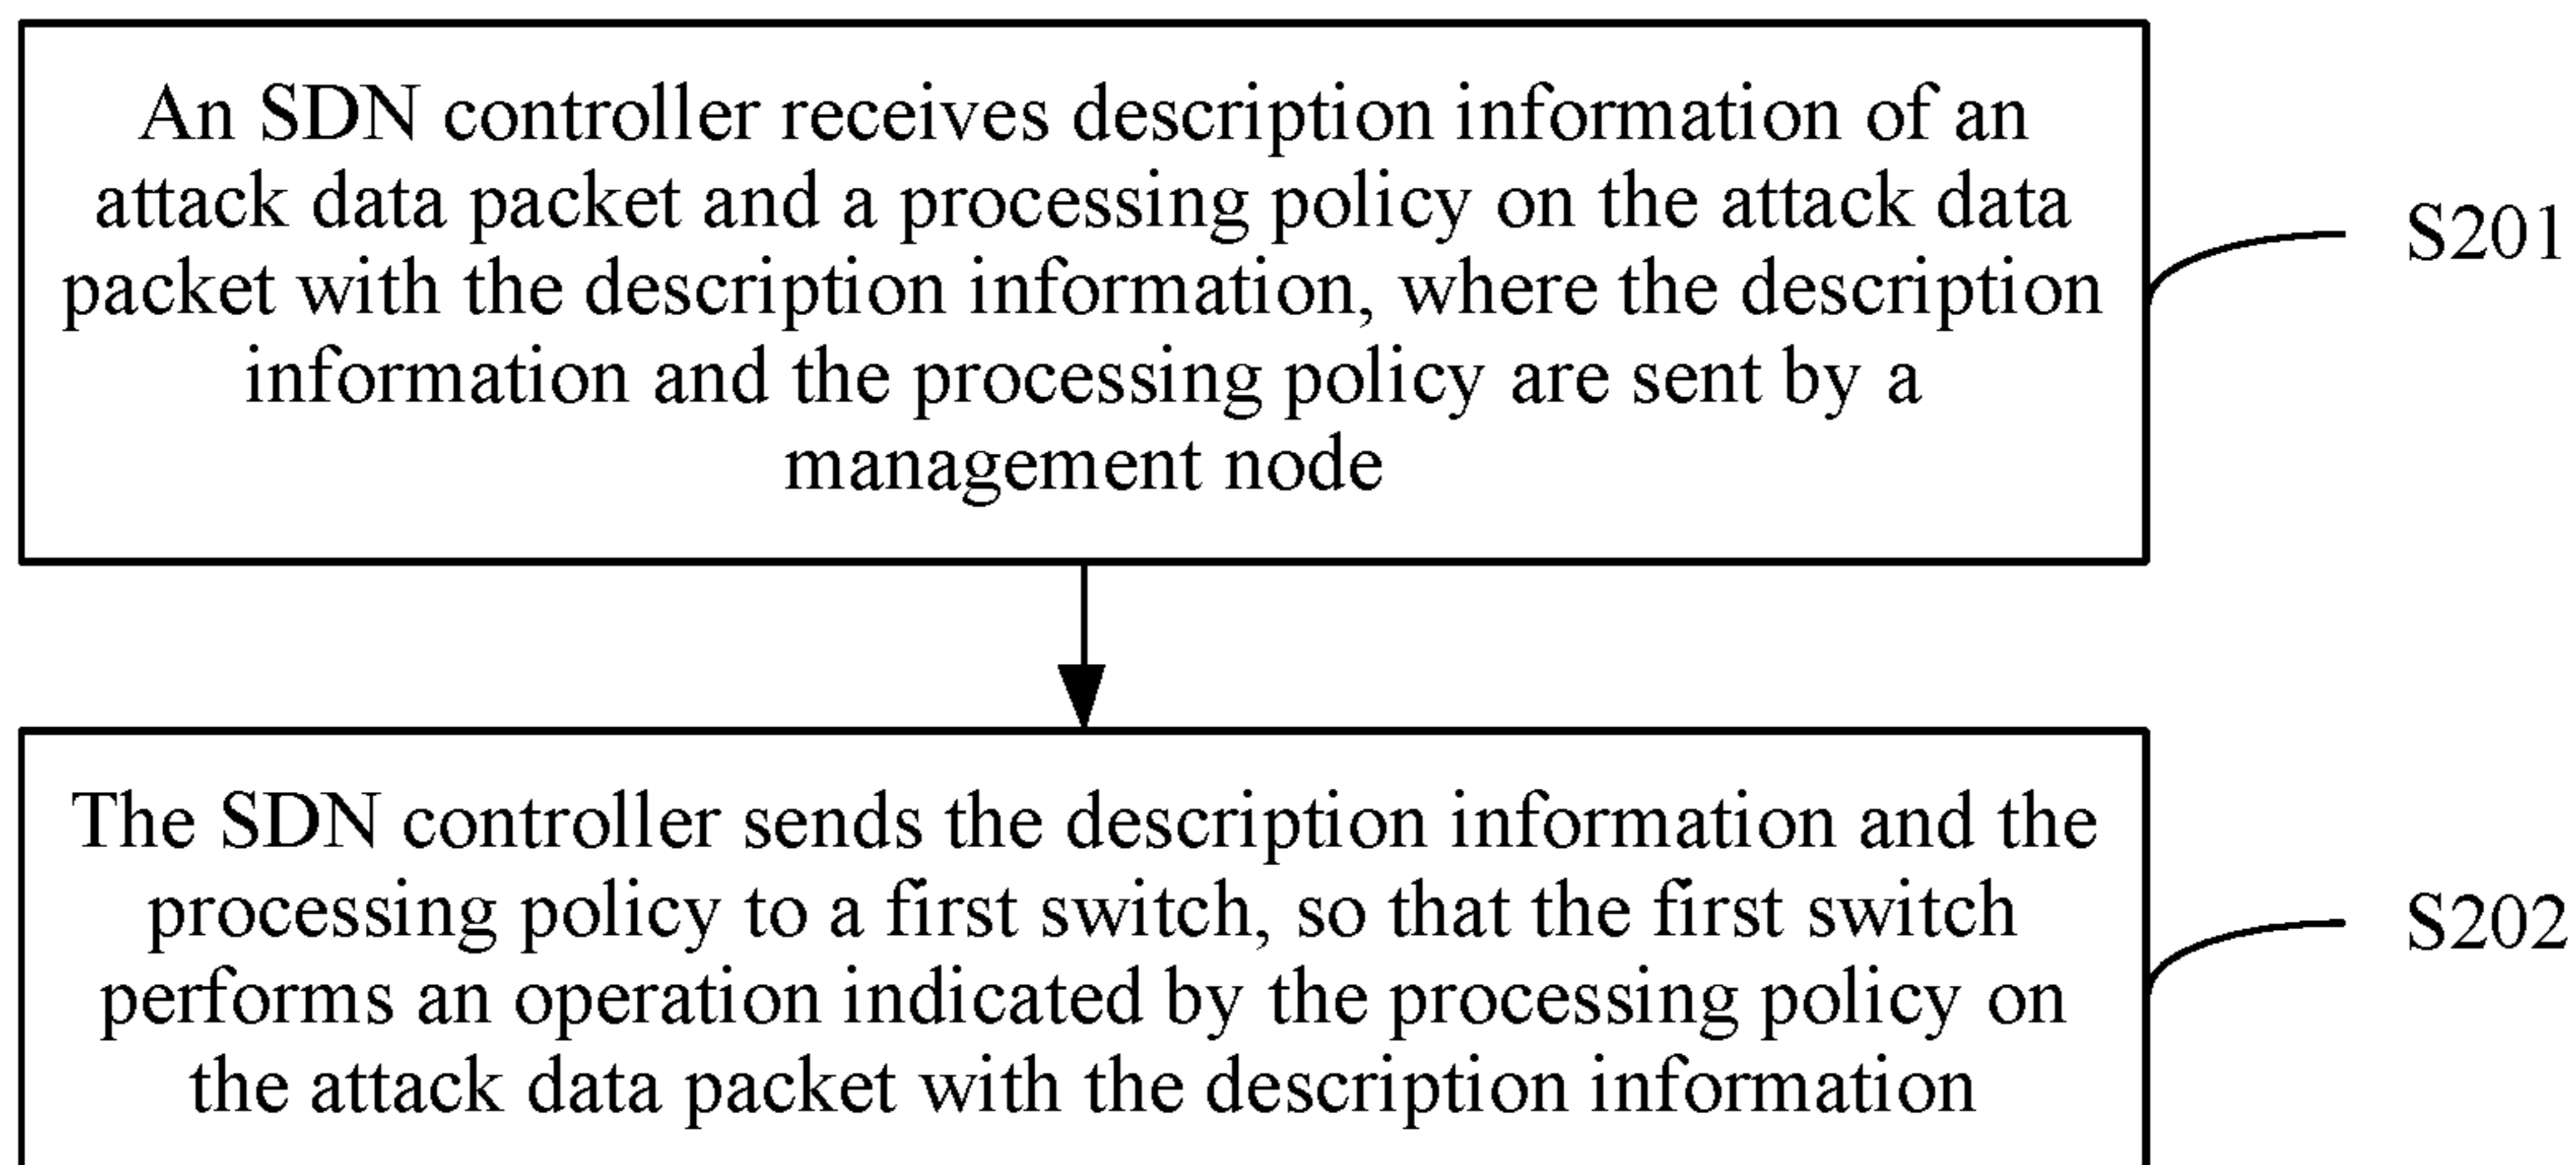 An SDN controller receives description information of an
attack data packet and a processing policy on the attack data
packet with the description information, where the description
information and the processing policy are sent by a
management node
S201
The SDN controller sends the description information and the
processing policy to a first switch, so that the first switch
performs an operation indicated by the processing policy on
the attack data packet with the description information
S202